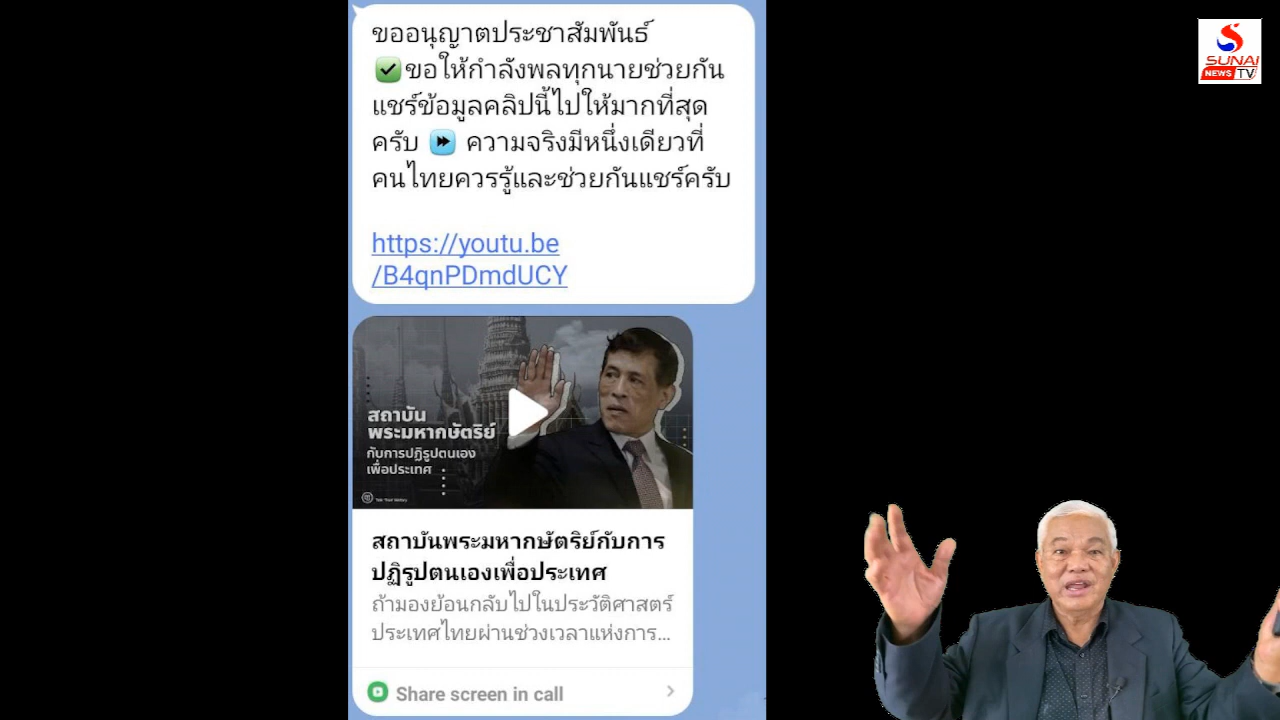 ขออนุญาตประชาสัมพันธ์
✅ขอให้กำลังพลทุกนายช่วยกัน
แชร์ข้อมูลคลิปนี้ไปให้มากที่สุด
ครับ ⏩ ความจริงมีหนึ่งเดียวที่
คนไทยควรรู้และช่วยกันแชร์ครับ
https://youtu.be
/B4qnPDmdUCY
สถาบัน
พระมหากษัตริย์
กับการปฏิรูปตนเอง
เพื่อประเทศ
สถาบันพระมหากษัตริย์กับการ
ปฏิรูปตนเองเพื่อประเทศ
ถ้ามองย้อนกลับไปในประวัติศาสตร์
ประเทศไทยผ่านช่วงเวลาแห่งการ...
Share screen in call
SUNAI
NEWS TV